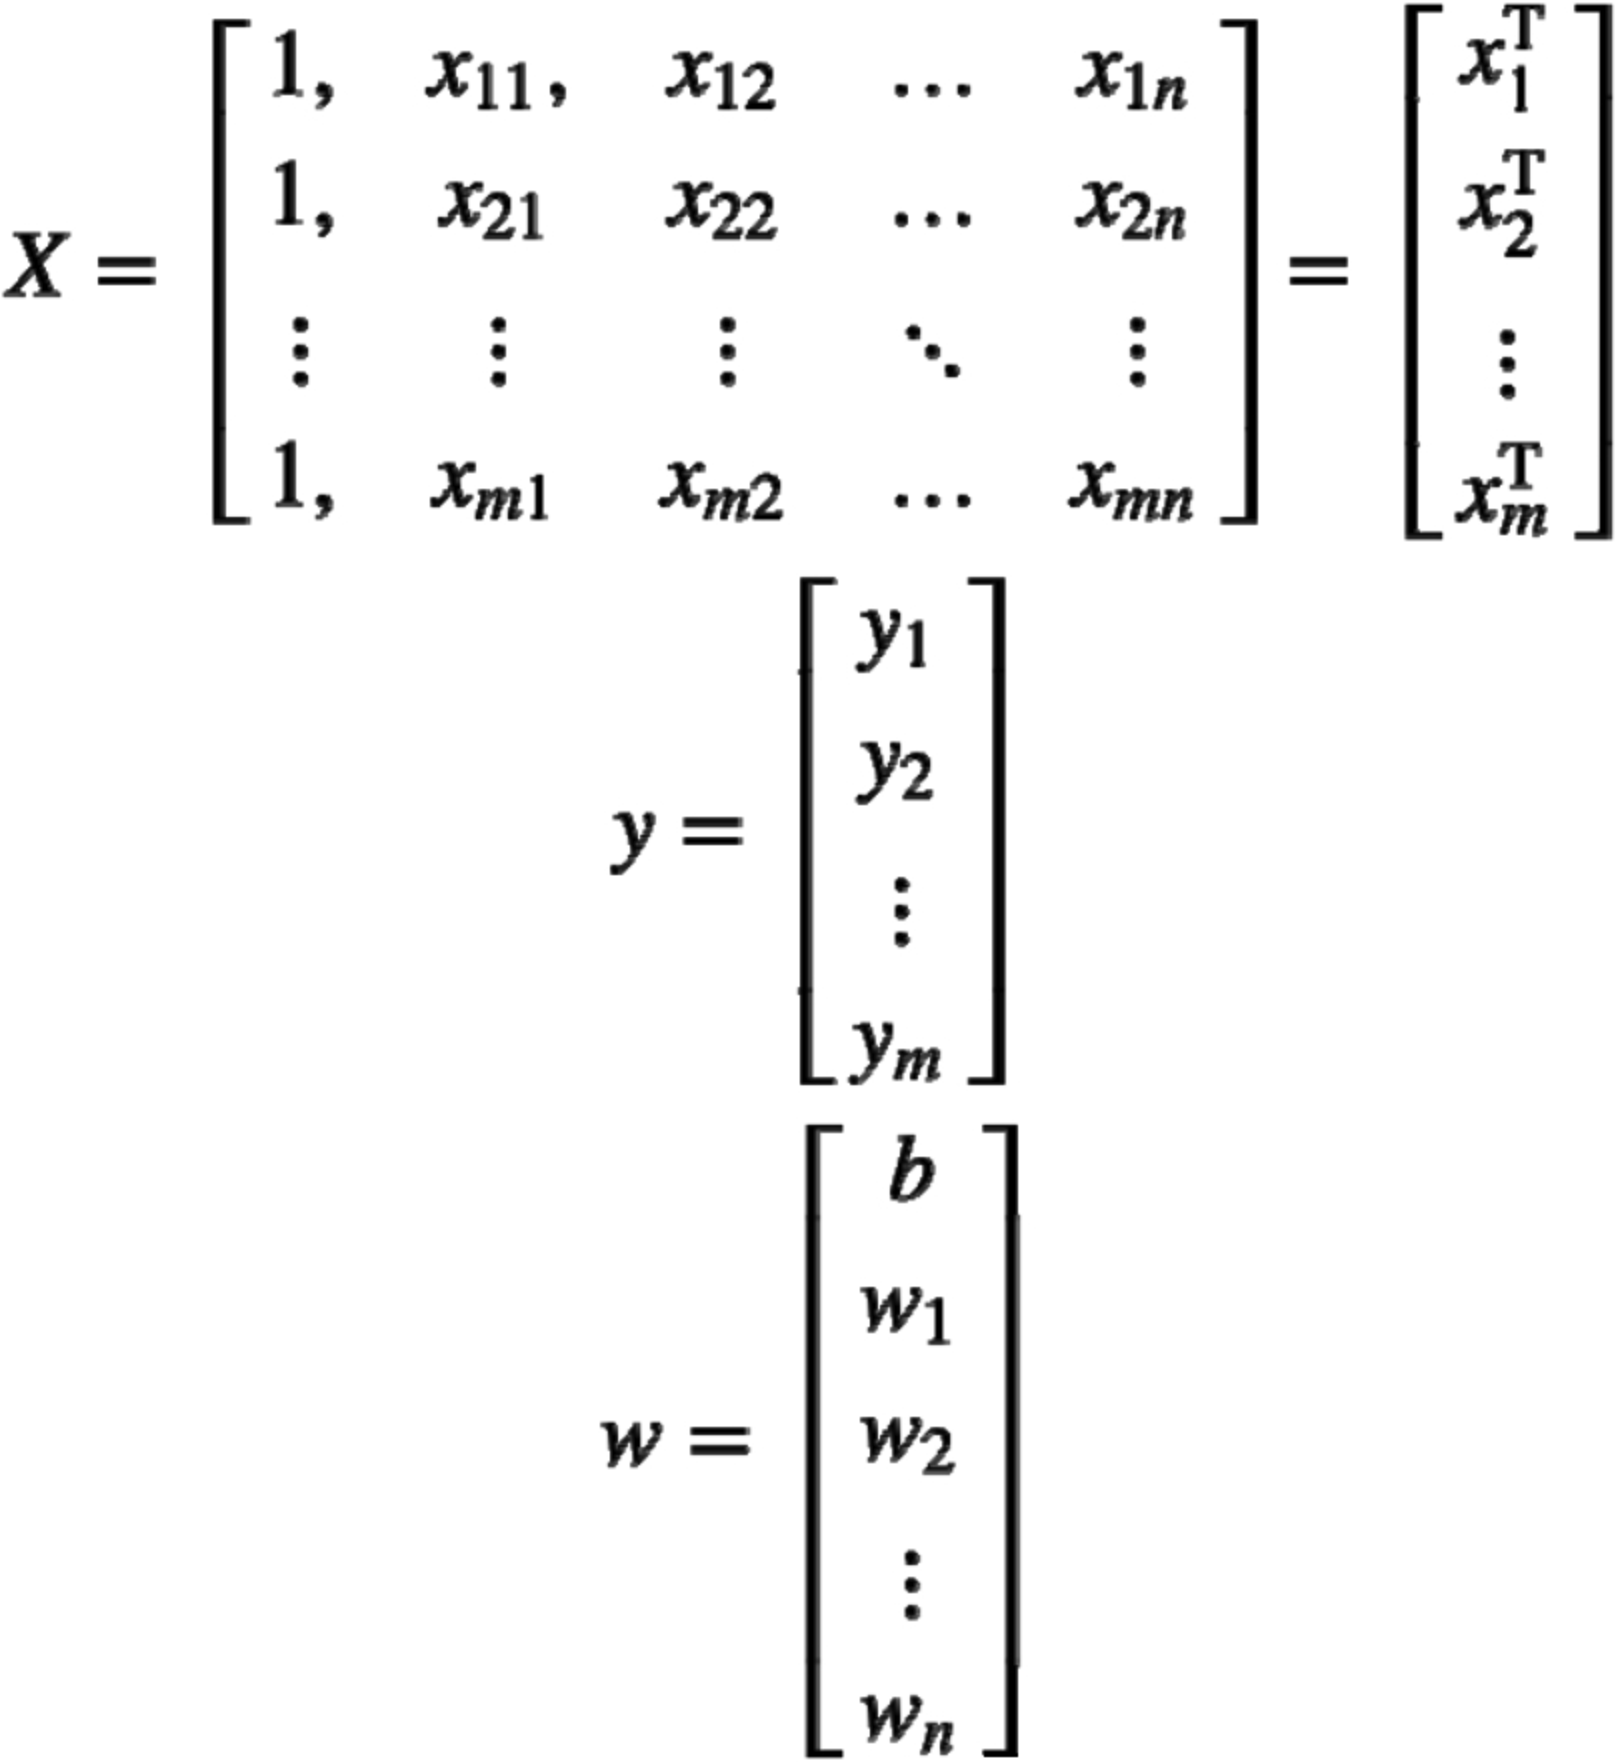 X = [ 1, x₁₁, x₁₂ … x₁ₙ
1, x₂₁ x₂₂ … x₂ₙ
⋮ ⋮ ⋮ ⋱ ⋮
1, xₘ₁ xₘ₂ … xₘₙ ] = [ x₁ᵀ
x₂ᵀ
⋮
xₘᵀ ]
y = [ y₁
y₂
⋮
yₘ ]
w = [ b
w₁
w₂
⋮
wₙ ]